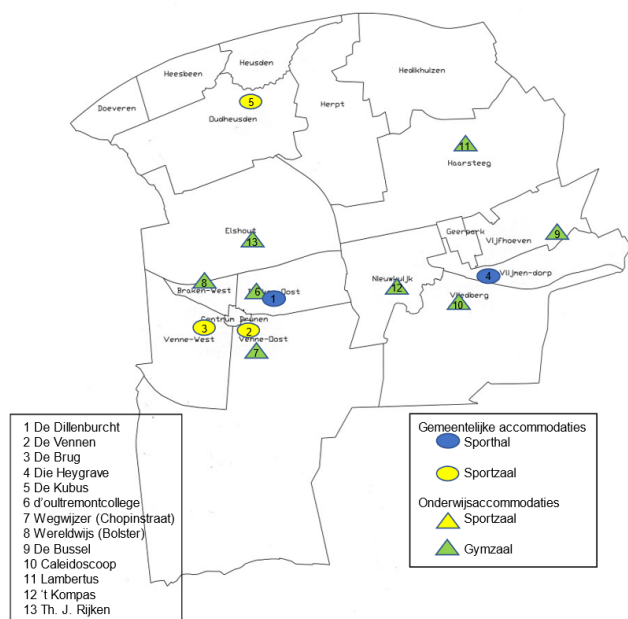 Heusden
Heesbeen
Hedikhuizen
Doeveren
5
Herpt
Oudheusden
11
Haarsteeg
Elshout
13
Geerpark
9
Vlijfhoeven
8
Braken-West
6
1
Nieuwkuijk
12
4
Vlijmen-dorp
Vliedberg
10
Centrum Drunen
3
2
Venne-West
Venne-Oost
7
1 De Dillenburcht
2 De Vennen
3 De Brug
4 Die Heygrave
5 De Kubus
6 d'oultremontcollege
7 Wegwijzer (Chopinstraat)
8 Wereldwijs (Bolster)
9 De Bussel
10 Caleidoscoop
11 Lambertus
12 ‘t Kompas
13 Th. J. Rijken
Gemeentelijke accommodaties
Sporthal
Sportzaal
Onderwijsaccommodaties
Sportzaal
Gymzaal